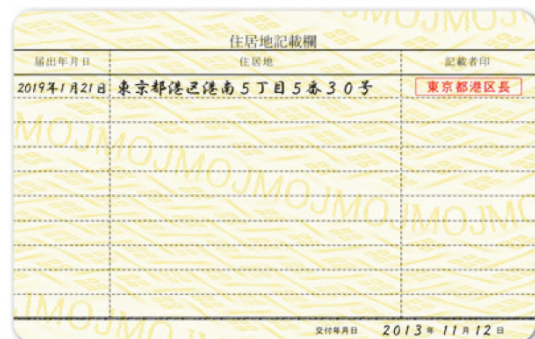 住居地記載欄
届出年月日 住居地 記載者印
2019年1月21日 東京都港区港南5丁目5番30号 東京都港区長
MOJMOJMOJMOJMO
交付年月日 2013年11月12日